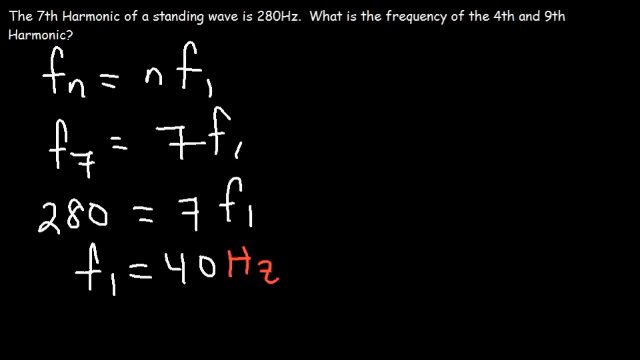 The 7th Harmonic of a standing wave is 280Hz. What is the frequency of the 4th and 9th
Harmonic?
fₙ = n f₁
f₇ = 7f₁
280 = 7 f₁
f₁ = 40 Hz